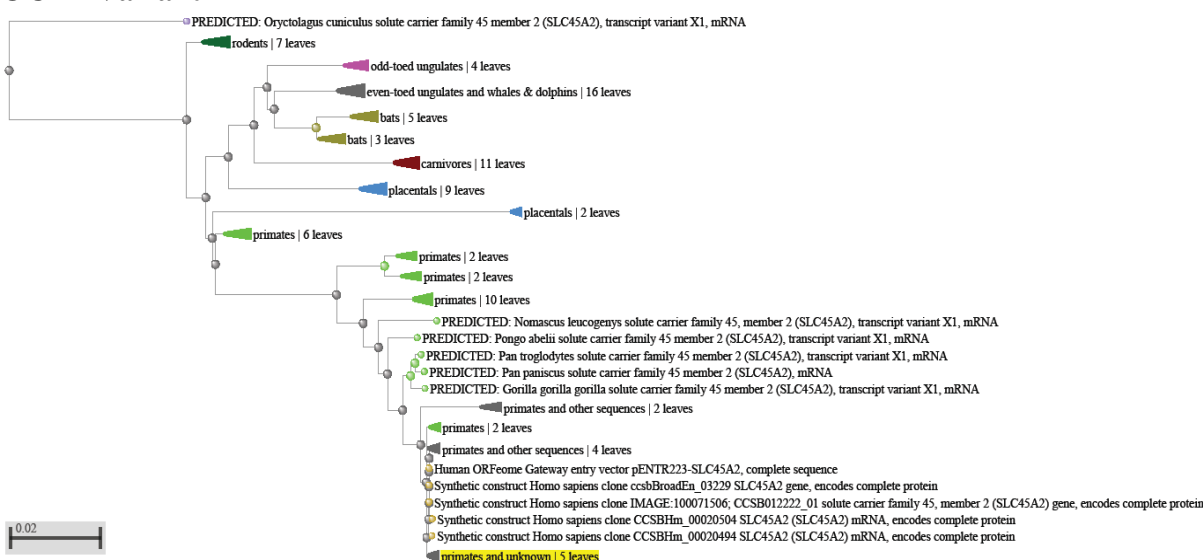 PREDICTED: Oryctolagus cuniculus solute carrier family 45 member 2 (SLC45A2), transcript variant X1, mRNA
rodents | 7 leaves
odd-toed ungulates | 4 leaves
even-toed ungulates and whales & dolphins | 16 leaves
bats | 5 leaves
bats | 3 leaves
carnivores | 11 leaves
placentals | 9 leaves
placentals | 2 leaves
primates | 6 leaves
primates | 2 leaves
primates | 2 leaves
primates | 10 leaves
PREDICTED: Nomascus leucogenys solute carrier family 45, member 2 (SLC45A2), transcript variant X1, mRNA
PREDICTED: Pongo abelii solute carrier family 45 member 2 (SLC45A2), transcript variant X1, mRNA
PREDICTED: Pan troglodytes solute carrier family 45 member 2 (SLC45A2), transcript variant X1, mRNA
PREDICTED: Pan paniscus solute carrier family 45 member 2 (SLC45A2), mRNA
PREDICTED: Gorilla gorilla gorilla solute carrier family 45 member 2 (SLC45A2), transcript variant X1, mRNA
primates and other sequences | 2 leaves
primates | 2 leaves
primates and other sequences | 4 leaves
Human ORFeome Gateway entry vector pENTR223-SLC45A2, complete sequence
Synthetic construct Homo sapiens clone ccsbBroadEn_03229 SLC45A2 gene, encodes complete protein
Synthetic construct Homo sapiens clone IMAGE:100071506; CCSB012222_01 solute carrier family 45, member 2 (SLC45A2) gene, encodes complete protein
Synthetic construct Homo sapiens clone CCSBHm_00020504 SLC45A2 (SLC45A2) mRNA, encodes complete protein
Synthetic construct Homo sapiens clone CCSBHm_00020494 SLC45A2 (SLC45A2) mRNA, encodes complete protein
primates and unknown | 5 leaves
0.02